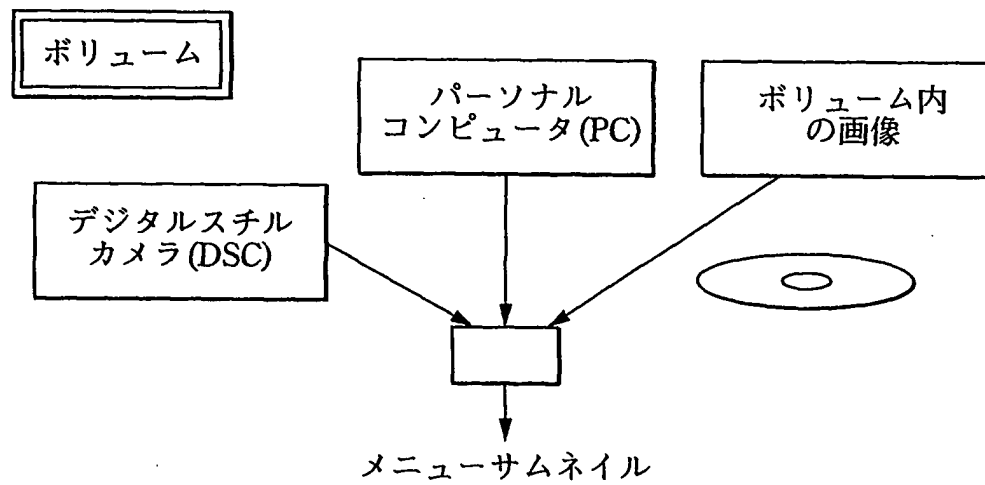 ボリューム
パーソナル
コンピュータ(PC)
ボリューム内
の画像
デジタルスチル
カメラ(DSC)
メニューサムネイル